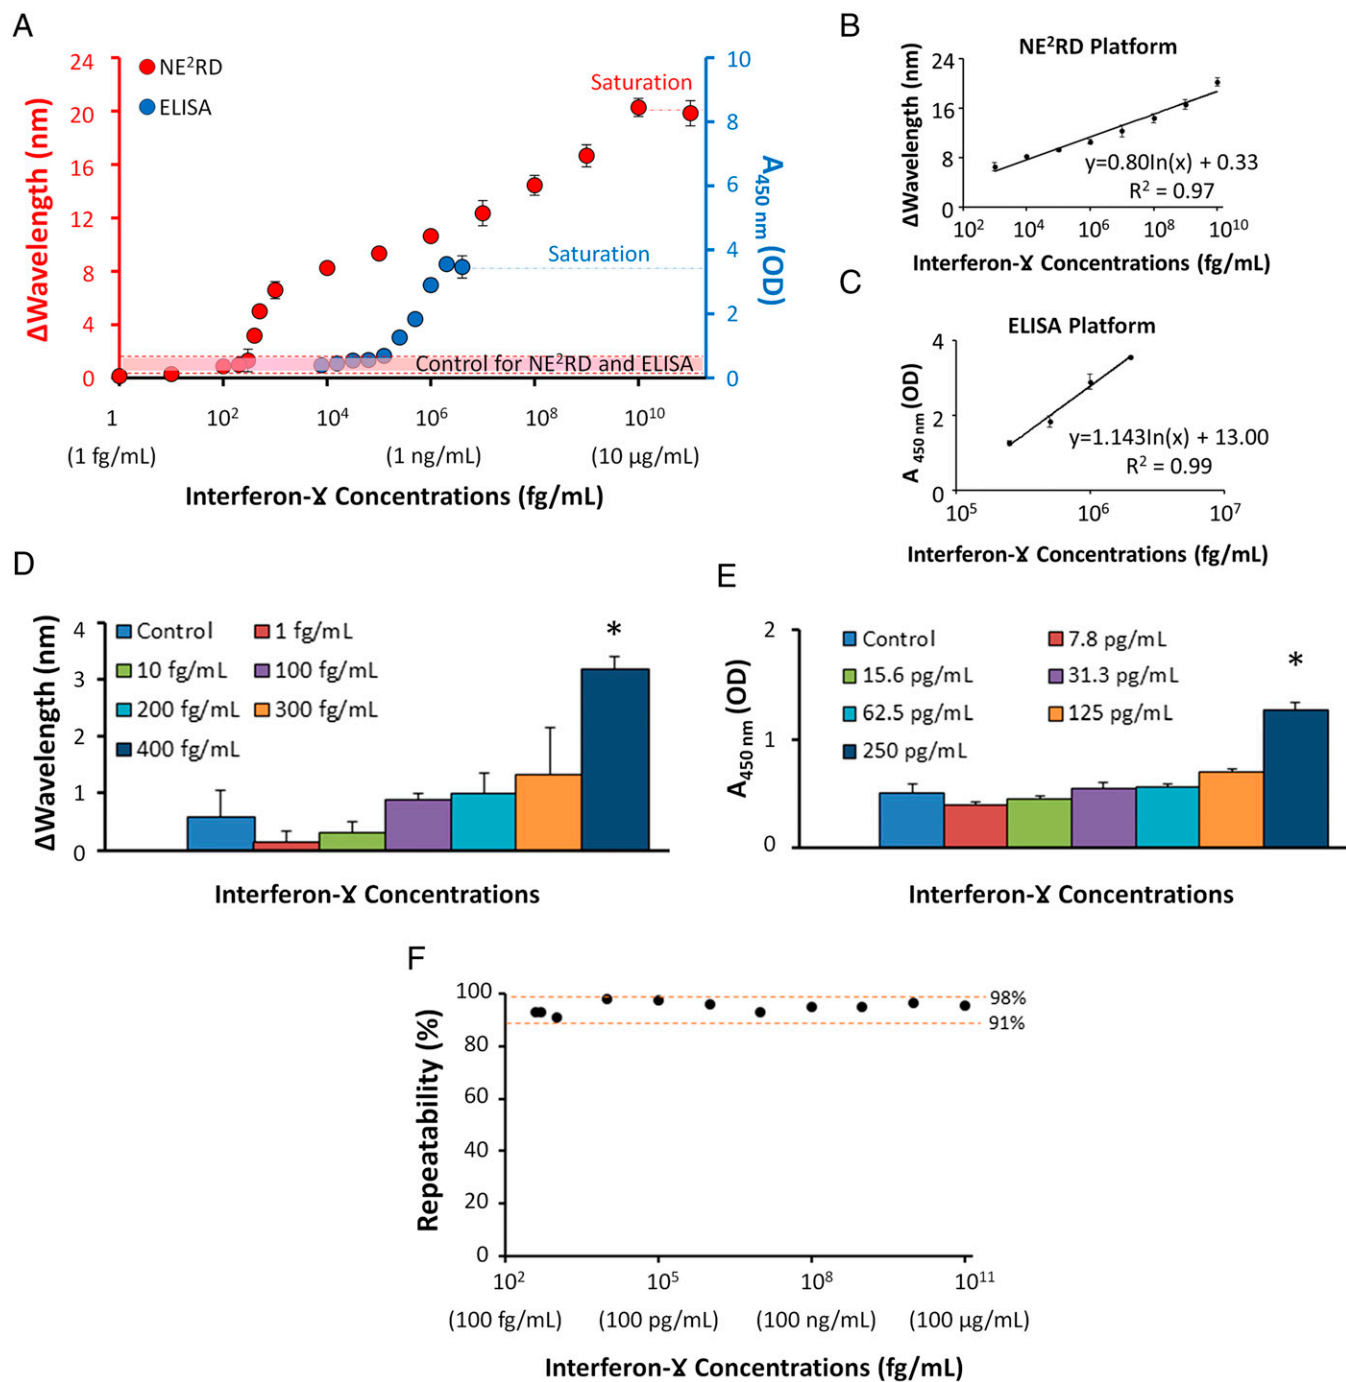 A
24
20
16
12
8
4
0
ΔWavelength (nm)
NE²RD
ELISA
Saturation
Saturation
Control for NE²RD and ELISA
10
8
6
4
2
0
A450 nm (OD)
1 10² 10⁴ 10⁶ 10⁸ 10¹⁰
(1 fg/mL) (1 ng/mL) (10 µg/mL)
Interferon-Ɣ Concentrations (fg/mL)
B
NE²RD Platform
24
16
8
0
ΔWavelength (nm)
y=0.80ln(x) + 0.33
R² = 0.97
10² 10⁴ 10⁶ 10⁸ 10¹⁰
Interferon-Ɣ Concentrations (fg/mL)
C
ELISA Platform
4
2
0
A 450 nm (OD)
y=1.143ln(x) + 13.00
R² = 0.99
10⁵ 10⁶ 10⁷
Interferon-Ɣ Concentrations (fg/mL)
D
4
3
2
1
0
ΔWavelength (nm)
Control 1 fg/mL
10 fg/mL 100 fg/mL
200 fg/mL 300 fg/mL
400 fg/mL
*
Interferon-Ɣ Concentrations
E
2
1
0
A450 nm (OD)
Control 7.8 pg/mL
15.6 pg/mL 31.3 pg/mL
62.5 pg/mL 125 pg/mL
250 pg/mL
*
Interferon-Ɣ Concentrations
F
100
80
60
40
20
0
Repeatability (%)
98%
91%
10² 10⁵ 10⁸ 10¹¹
(100 fg/mL) (100 pg/mL) (100 ng/mL) (100 µg/mL)
Interferon-Ɣ Concentrations (fg/mL)